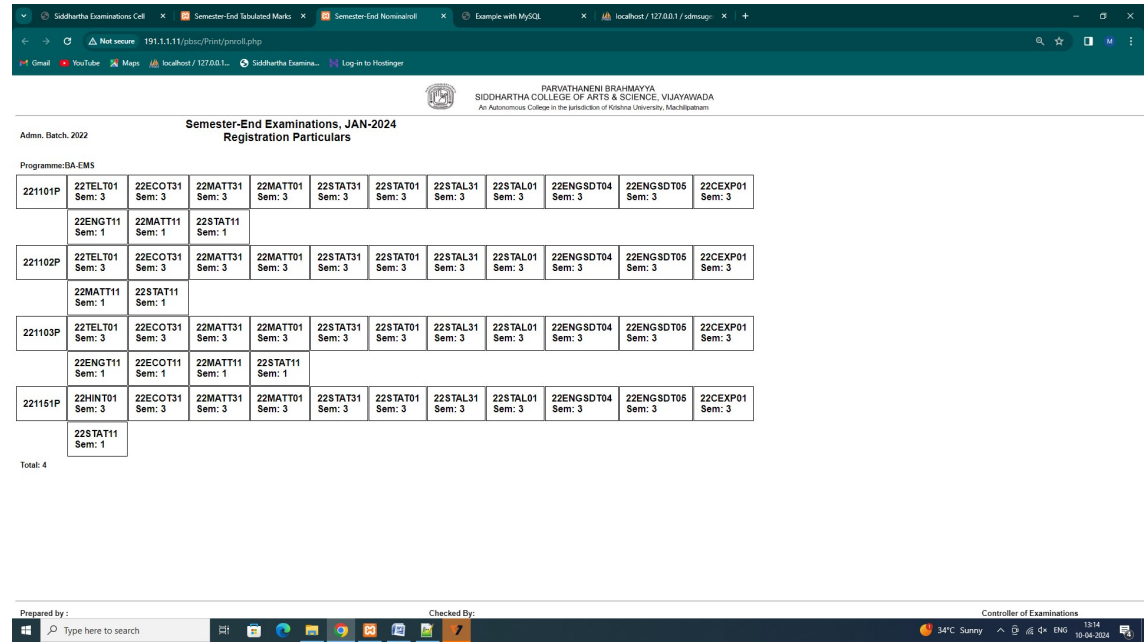 Siddhartha Examinations Cell
Semester-End Tabulated Marks
Semester-End Nominalroll
Example with MySQL
localhost / 127.0.0.1 / sdmsuge
Not secure 191.1.1.11/pbsc/Print/pnroll.php
M
Gmail YouTube Maps localhost / 127.0.0.1... Siddhartha Examina... Log-in to Hostinger
PARVATHANENI BRAHMAYYA
SIDDHARTHA COLLEGE OF ARTS & SCIENCE, VIJAYAWADA
An Autonomous College in the jurisdiction of Krishna University, Machilipatnam
Semester-End Examinations, JAN-2024
Admn. Batch. 2022
Registration Particulars
Programme:BA-EMS
221101P
22TELT01 22ECOT31 22MATT31 22MATT01 22STAT31 22STAT01 22STAL31 22STAL01 22ENGSDT04 22ENGSDT05 22CEXP01
Sem: 3 Sem: 3 Sem: 3 Sem: 3 Sem: 3 Sem: 3 Sem: 3 Sem: 3 Sem: 3 Sem: 3 Sem: 3
22ENGT11 22MATT11 22STAT11
Sem: 1 Sem: 1 Sem: 1
221102P
22TELT01 22ECOT31 22MATT31 22MATT01 22STAT31 22STAT01 22STAL31 22STAL01 22ENGSDT04 22ENGSDT05 22CEXP01
Sem: 3 Sem: 3 Sem: 3 Sem: 3 Sem: 3 Sem: 3 Sem: 3 Sem: 3 Sem: 3 Sem: 3 Sem: 3
22MATT11 22STAT11
Sem: 1 Sem: 1
221103P
22TELT01 22ECOT31 22MATT31 22MATT01 22STAT31 22STAT01 22STAL31 22STAL01 22ENGSDT04 22ENGSDT05 22CEXP01
Sem: 3 Sem: 3 Sem: 3 Sem: 3 Sem: 3 Sem: 3 Sem: 3 Sem: 3 Sem: 3 Sem: 3 Sem: 3
22ENGT11 22ECOT11 22MATT11 22STAT11
Sem: 1 Sem: 1 Sem: 1 Sem: 1
221151P
22HINT01 22ECOT31 22MATT31 22MATT01 22STAT31 22STAT01 22STAL31 22STAL01 22ENGSDT04 22ENGSDT05 22CEXP01
Sem: 3 Sem: 3 Sem: 3 Sem: 3 Sem: 3 Sem: 3 Sem: 3 Sem: 3 Sem: 3 Sem: 3 Sem: 3
22STAT11
Sem: 1
Total: 4
Prepared by : Checked By: Controller of Examinations
Type here to search
34°C Sunny ENG
13:14
10-04-2024